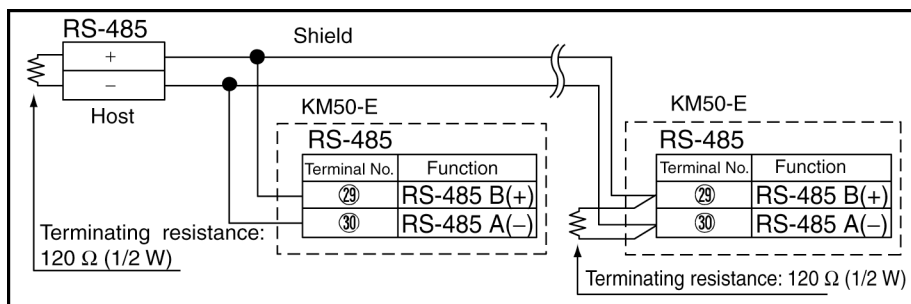 RS-485
+
−
Host
Shield
KM50-E
RS-485
Terminal No. Function
㉙ RS-485 B(+)
㉚ RS-485 A(−)
Terminating resistance:
120 Ω (1/2 W)
KM50-E
RS-485
Terminal No. Function
㉙ RS-485 B(+)
㉚ RS-485 A(−)
Terminating resistance: 120 Ω (1/2 W)